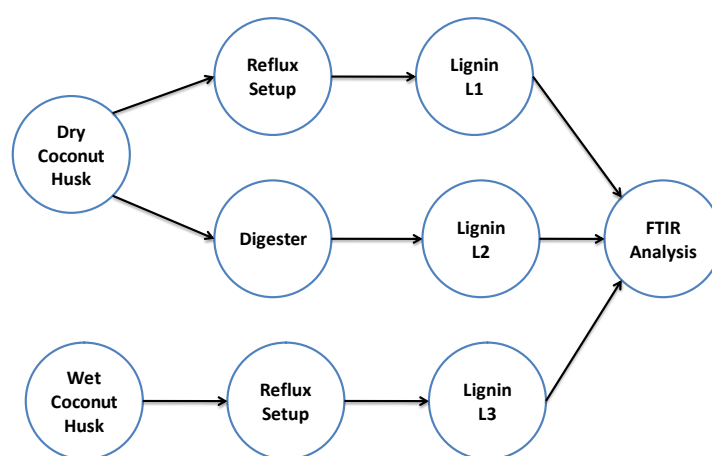 Reflux
Setup
Lignin
L1
Dry
Coconut
Husk
Digester
Lignin
L2
FTIR
Analysis
Wet
Coconut
Husk
Reflux
Setup
Lignin
L3